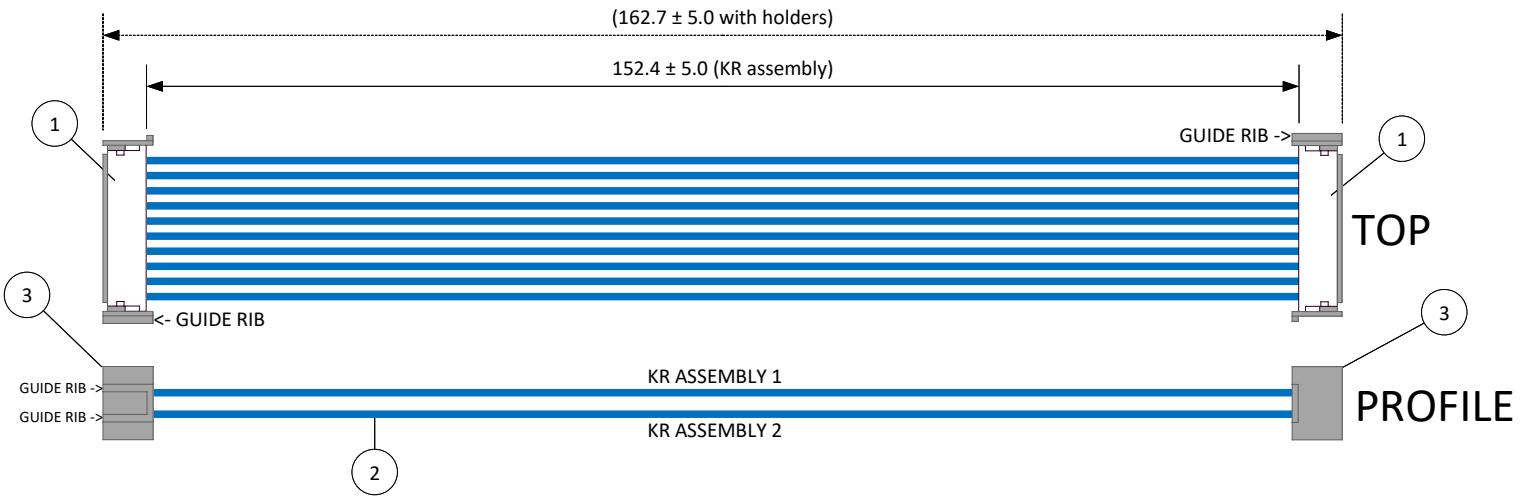 (162.7 ± 5.0 with holders)
152.4 ± 5.0 (KR assembly)
1
GUIDE RIB ->
1
TOP
3
<- GUIDE RIB
3
GUIDE RIB ->
KR ASSEMBLY 1
PROFILE
GUIDE RIB ->
KR ASSEMBLY 2
2